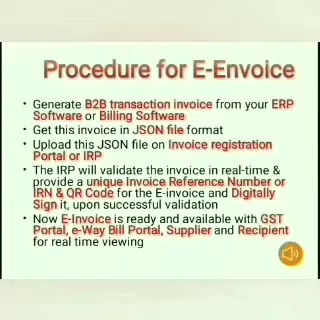 Procedure for E-Envoice
• Generate B2B transaction invoice from your ERP
Software or Billing Software
• Get this invoice in JSON file format
• Upload this JSON file on Invoice registration
Portal or IRP
• The IRP will validate the invoice in real-time &
provide a unique Invoice Reference Number or
IRN & QR Code for the E-invoice and Digitally
Sign it, upon successful validation
• Now E-Invoice is ready and available with GST
Portal, e-Way Bill Portal, Supplier and Recipient
for real time viewing